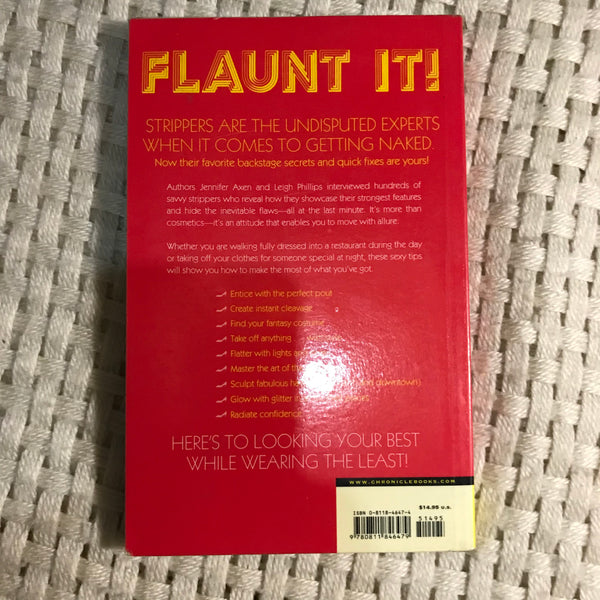 FLAUNT IT!
STRIPPERS ARE THE UNDISPUTED EXPERTS
WHEN IT COMES TO GETTING NAKED.
Now their favorite backstage secrets and quick fixes are yours!
Authors Jennifer Axen and Leigh Phillips interviewed hundreds of
savvy strippers who reveal how they showcase their strongest features
and hide the inevitable flaws—all at the last minute. It's more than
cosmetics—it's an attitude that enables you to move with allure.
Whether you are walking fully dressed into a restaurant during the day
or taking off your clothes for someone special at night, these sexy tips
will show you how to make the most of what you've got.
Entice with the perfect pout
Create instant cleavage
Find your fantasy costume
Take off anything
Flatter with lights
Master the art of
Sculpt fabulous downtown)
Glow with glitter
Radiate confidence
HERE'S TO LOOKING YOUR BEST
WHILE WEARING THE LEAST!
WWW.CHRONICLEBOOKS.COM
$14.95 U.S.
ISBN 0-8118-4647-4
51495
9 780811 846479